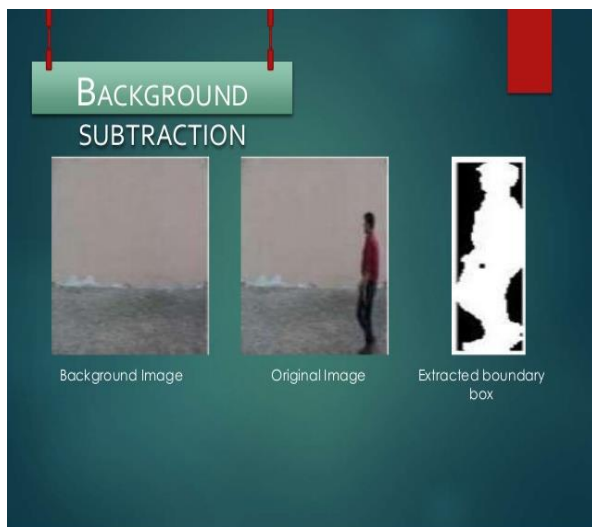 BACKGROUND
SUBTRACTION
Background Image
Original Image
Extracted boundary
box